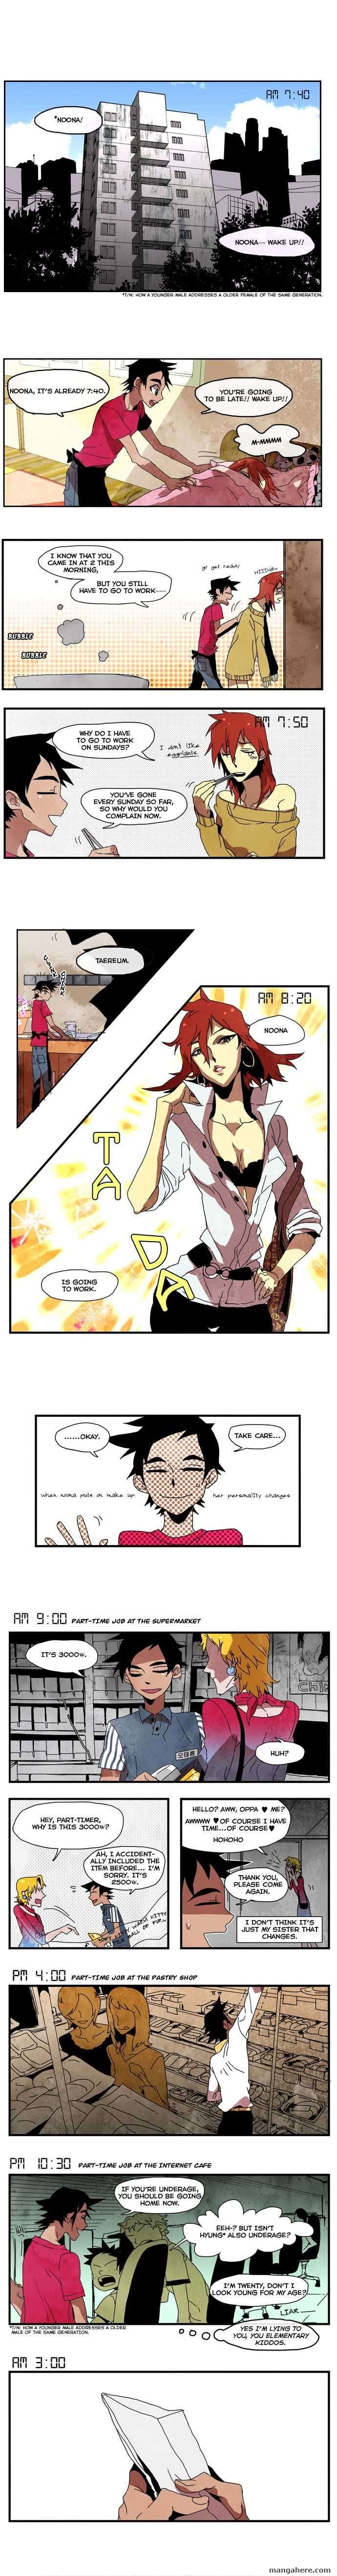 AM 7:40
"NOONA!
NOONA— WAKE UP!!
*T/N: HOW A YOUNGER MALE ADDRESSES A OLDER FEMALE OF THE SAME GENERATION.
NOONA, IT'S ALREADY 7:40.
YOU'RE GOING
TO BE LATE!! WAKE UP!!
M-MMMM
I KNOW THAT YOU
CAME IN AT 2 THIS
MORNING,
BUT YOU STILL
HAVE TO GO TO WORK——
go get ready
BUBBLE
BUBBLE
AM 7:50
WHY DO I HAVE
TO GO TO WORK
ON SUNDAYS?
I don't like
eggplants
YOU'VE GONE
EVERY SUNDAY SO FAR,
SO WHY WOULD YOU
COMPLAIN NOW.
TAEREUM.
AM 8:20
NOONA
TA
DA
IS GOING
TO WORK.
......OKAY.
TAKE CARE...
when noona puts on make up
her personality changes
AM 9:00 PART-TIME JOB AT THE SUPERMARKET
IT'S 3000₩.
HUH?
HEY, PART-TIMER,
WHY IS THIS 3000₩?
AH, I ACCIDENT-
ALLY INCLUDED THE
ITEM BEFORE... I'M
SORRY. IT'S
2500₩.
HELLO? AWW, OPPA ♥ ME?
AWWWW ♥OF COURSE I HAVE
TIME...OF COURSE♥
HOHOHO
THANK YOU,
PLEASE COME
AGAIN.
I DON'T THINK IT'S
JUST MY SISTER THAT
CHANGES.
PM 4:00 PART-TIME JOB AT THE PASTRY SHOP
PM 10:30 PART-TIME JOB AT THE INTERNET CAFE
IF YOU'RE UNDERAGE,
YOU SHOULD BE GOING
HOME NOW.
EEH-? BUT ISN'T
HYUNG* ALSO UNDERAGE?
I'M TWENTY, DON'T I
LOOK YOUNG FOR MY AGE?
LIAR
YES I'M LYING TO
YOU, YOU ELEMENTARY
KIDDOS.
*T/N: HOW A YOUNGER MALE ADDRESSES A OLDER
MALE OF THE SAME GENERATION.
AM 3:00
mangahere.com